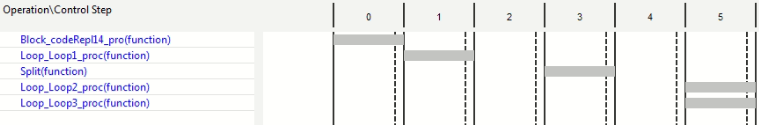 Operation\Control Step
0 1 2 3 4 5
Block_codeRepl14_pro(function)
Loop_Loop1_proc(function)
Split(function)
Loop_Loop2_proc(function)
Loop_Loop3_proc(function)